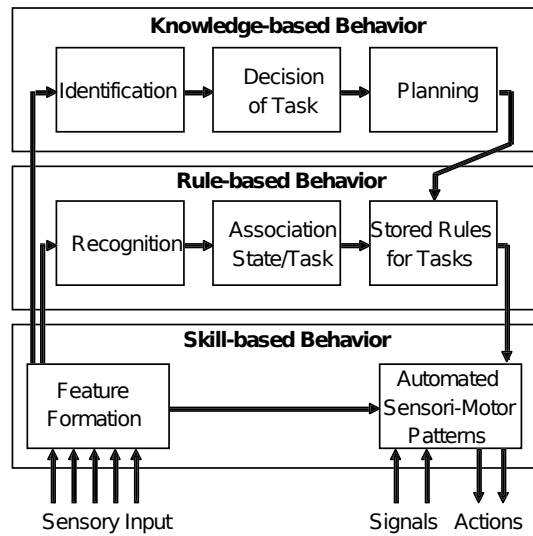 Knowledge-based Behavior
Identification
Decision
of Task
Planning
Rule-based Behavior
Recognition
Association
State/Task
Stored Rules
for Tasks
Skill-based Behavior
Feature
Formation
Automated
Sensori-Motor
Patterns
Sensory Input
Signals
Actions